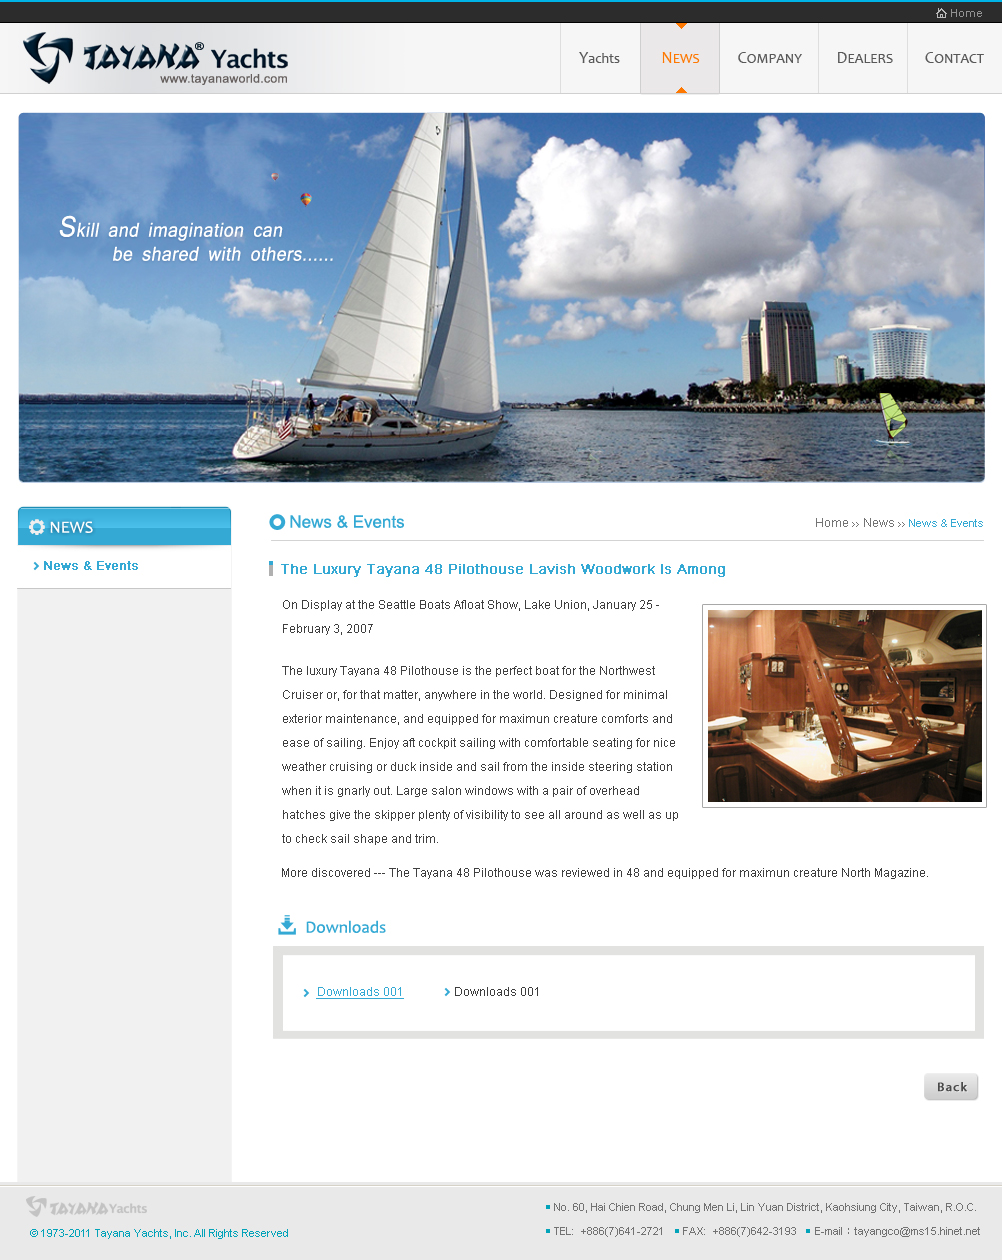 Home
TAYANA® Yachts
www.tayanaworld.com
Yachts
NEWS
COMPANY
DEALERS
CONTACT
Skill and imagination can
be shared with others......
NEWS
News & Events
News & Events
Home ›› News ›› News & Events
The Luxury Tayana 48 Pilothouse Lavish Woodwork Is Among
On Display at the Seattle Boats Afloat Show, Lake Union, January 25 -
February 3, 2007
The luxury Tayana 48 Pilothouse is the perfect boat for the Northwest
Cruiser or, for that matter, anywhere in the world. Designed for minimal
exterior maintenance, and equipped for maximun creature comforts and
ease of sailing. Enjoy aft cockpit sailing with comfortable seating for nice
weather cruising or duck inside and sail from the inside steering station
when it is gnarly out. Large salon windows with a pair of overhead
hatches give the skipper plenty of visibility to see all around as well as up
to check sail shape and trim.
More discovered --- The Tayana 48 Pilothouse was reviewed in 48 and equipped for maximun creature North Magazine.
Downloads
Downloads 001
Downloads 001
Back
TAYANA Yachts
© 1973-2011 Tayana Yachts, Inc. All Rights Reserved
No. 60, Hai Chien Road, Chung Men Li, Lin Yuan District, Kaohsiung City, Taiwan, R.O.C.
TEL: +886(7)641-2721 FAX: +886(7)642-3193 E-mail：tayangco@ms15.hinet.net